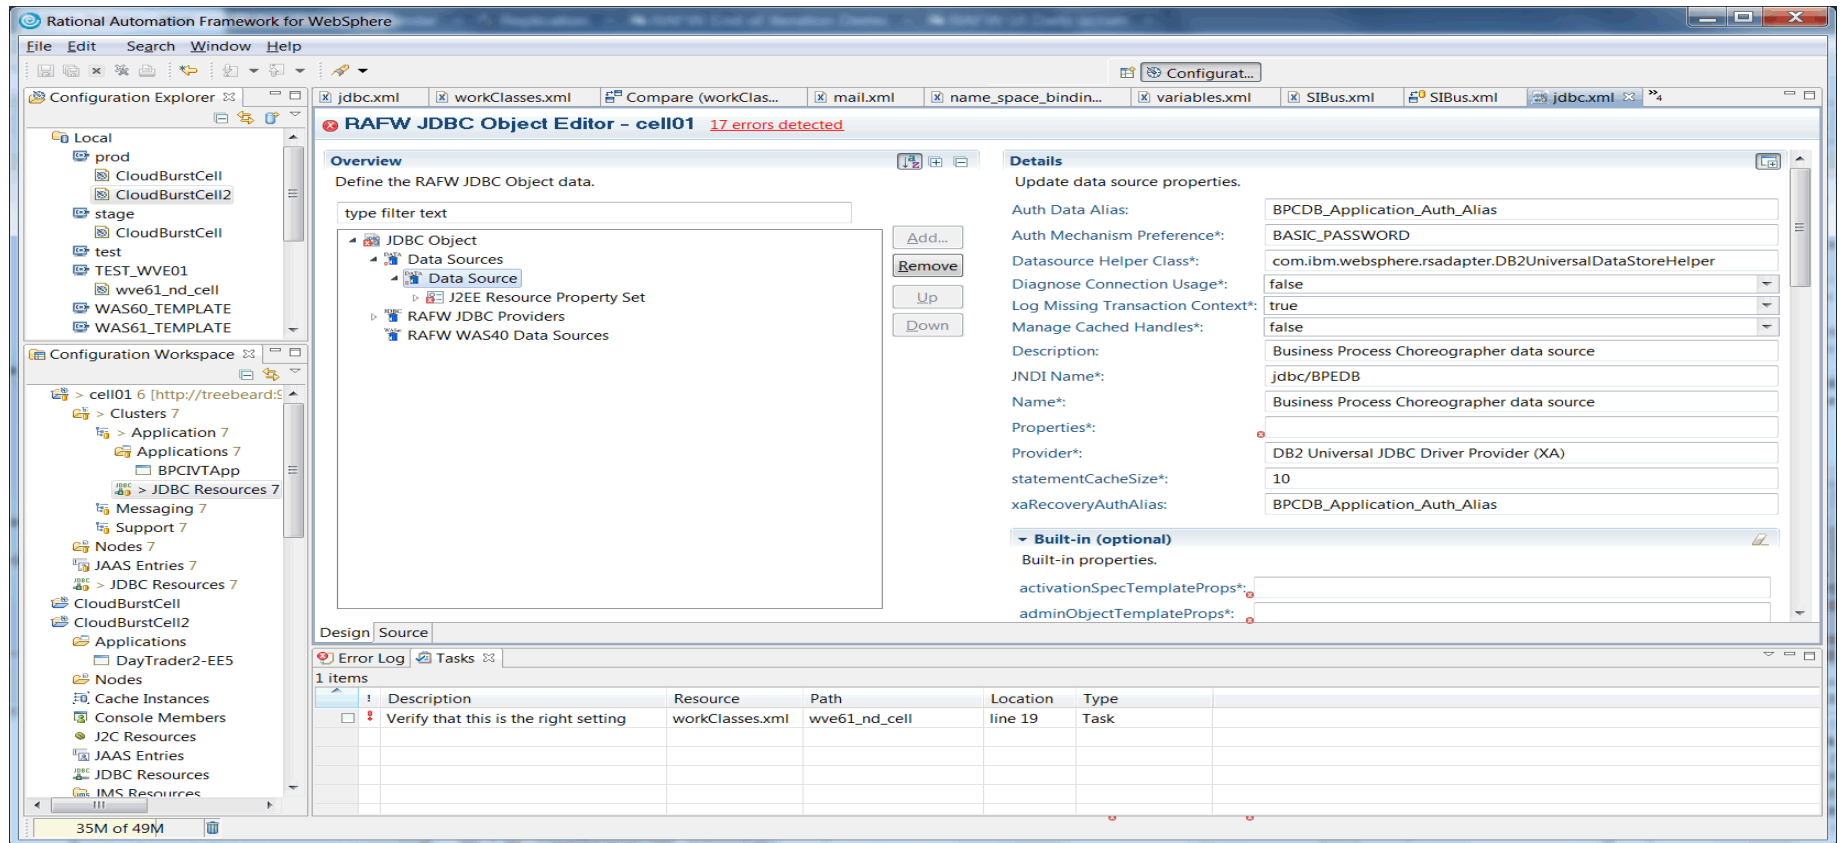 Rational Automation Framework for WebSphere
File Edit Search Window Help
Configurat...
Configuration Explorer
Local
prod
CloudBurstCell
CloudBurstCell2
stage
CloudBurstCell
test
TEST_WVE01
wve61_nd_cell
WAS60_TEMPLATE
WAS61_TEMPLATE
Configuration Workspace
> cell01 6 [http://treebeard:9
> Clusters 7
> Application 7
Applications 7
BPCIVTApp
> JDBC Resources 7
Messaging 7
Support 7
Nodes 7
JAAS Entries 7
> JDBC Resources 7
CloudBurstCell
CloudBurstCell2
Applications
DayTrader2-EE5
Nodes
Cache Instances
Console Members
J2C Resources
JAAS Entries
JDBC Resources
JMS Resources
35M of 49M
jdbc.xml workClasses.xml Compare (workClas... mail.xml name_space_bindin... variables.xml SIBus.xml SIBus.xml jdbc.xml »4
RAFW JDBC Object Editor - cell01 17 errors detected
Overview
Define the RAFW JDBC Object data.
type filter text
JDBC Object
Data Sources
Data Source
J2EE Resource Property Set
RAFW JDBC Providers
RAFW WAS40 Data Sources
Add...
Remove
Up
Down
Details
Update data source properties.
Auth Data Alias: BPCDB_Application_Auth_Alias
Auth Mechanism Preference*: BASIC_PASSWORD
Datasource Helper Class*: com.ibm.websphere.rsadapter.DB2UniversalDataStoreHelper
Diagnose Connection Usage*: false
Log Missing Transaction Context*: true
Manage Cached Handles*: false
Description: Business Process Choreographer data source
JNDI Name*: jdbc/BPEDB
Name*: Business Process Choreographer data source
Properties*:
Provider*: DB2 Universal JDBC Driver Provider (XA)
statementCacheSize*: 10
xaRecoveryAuthAlias: BPCDB_Application_Auth_Alias
Built-in (optional)
Built-in properties.
activationSpecTemplateProps*:
adminObjectTemplateProps*:
Design Source
Error Log Tasks
1 items
! Description Resource Path Location Type
Verify that this is the right setting workClasses.xml wve61_nd_cell line 19 Task